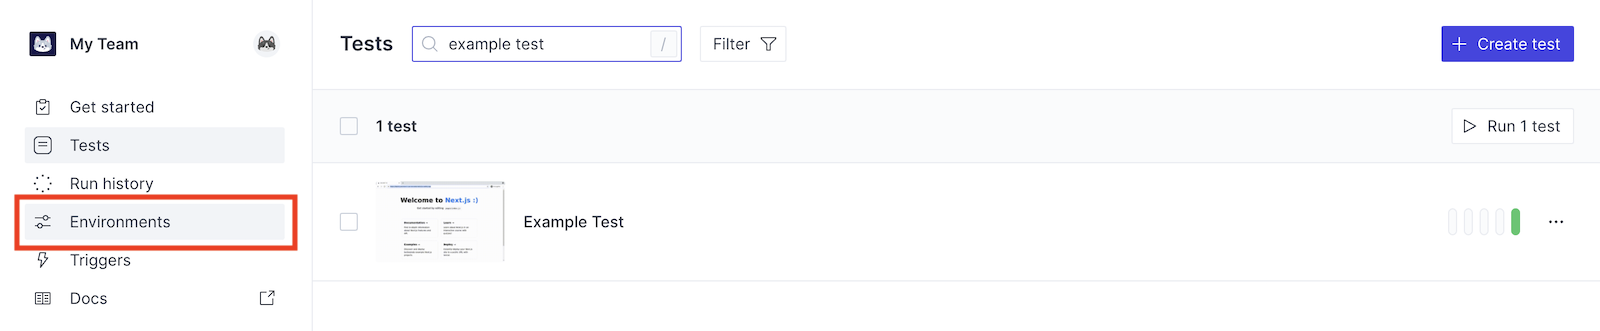 My Team
Get started
Tests
Run history
Environments
Triggers
Docs
Tests
example test
/
Filter
+ Create test
1 test
Run 1 test
Welcome to Next.js :)
Example Test